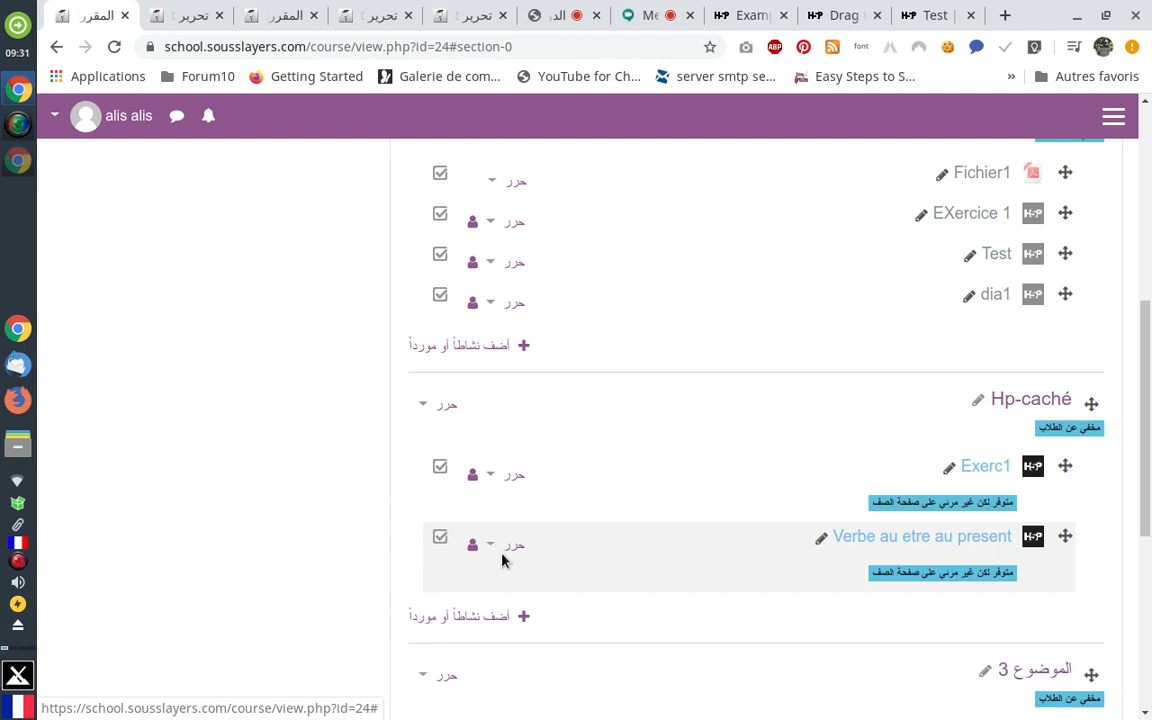 المقرر
تحرير
المقرر
تحرير
تحرير
الد
Me
Exam
Drag
Test |
09:31
school.sousslayers.com/course/view.php?id=24#section-0
font
Applications
Forum10
Getting Started
Galerie de com...
YouTube for Ch...
server smtp se...
Easy Steps to S...
»
Autres favoris
alis alis
Fichier1
حرر
EXercice 1
حرر
Test
حرر
dia1
حرر
أضف نشاطاً أو مورداً
Hp-caché
حرر
مخفي عن الطلاب
Exerc1
حرر
متوفر لكن غير مرئي على صفحة الصف
Verbe au etre au present
حرر
متوفر لكن غير مرئي على صفحة الصف
أضف نشاطاً أو مورداً
الموضوع 3
حرر
مخفي عن الطلاب
https://school.sousslayers.com/course/view.php?id=24#